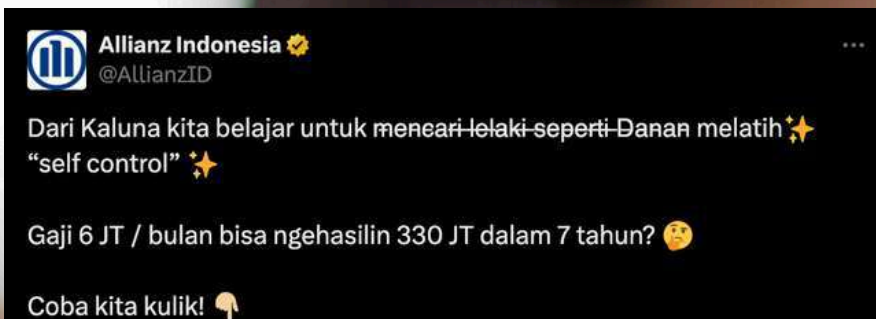 Allianz Indonesia
@AllianzID
Dari Kaluna kita belajar untuk mencari lelaki seperti Danan melatih✨
“self control” ✨
Gaji 6 JT / bulan bisa ngehasilin 330 JT dalam 7 tahun? 🤔
Coba kita kulik! 👇🏼